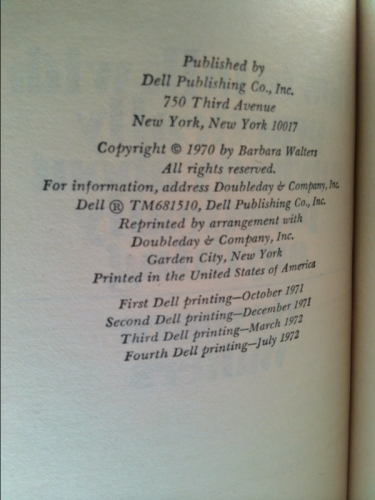 Published by
Dell Publishing Co., Inc.
750 Third Avenue
New York, New York 10017
Copyright © 1970 by Barbara Walters
All rights reserved.
For information, address Doubleday & Company, Inc.
Dell ® TM681510, Dell Publishing Co., Inc.
Reprinted by arrangement with
Doubleday & Company, Inc.
Garden City, New York
Printed in the United States of America
First Dell printing—October 1971
Second Dell printing—December 1971
Third Dell printing—March 1972
Fourth Dell printing—July 1972